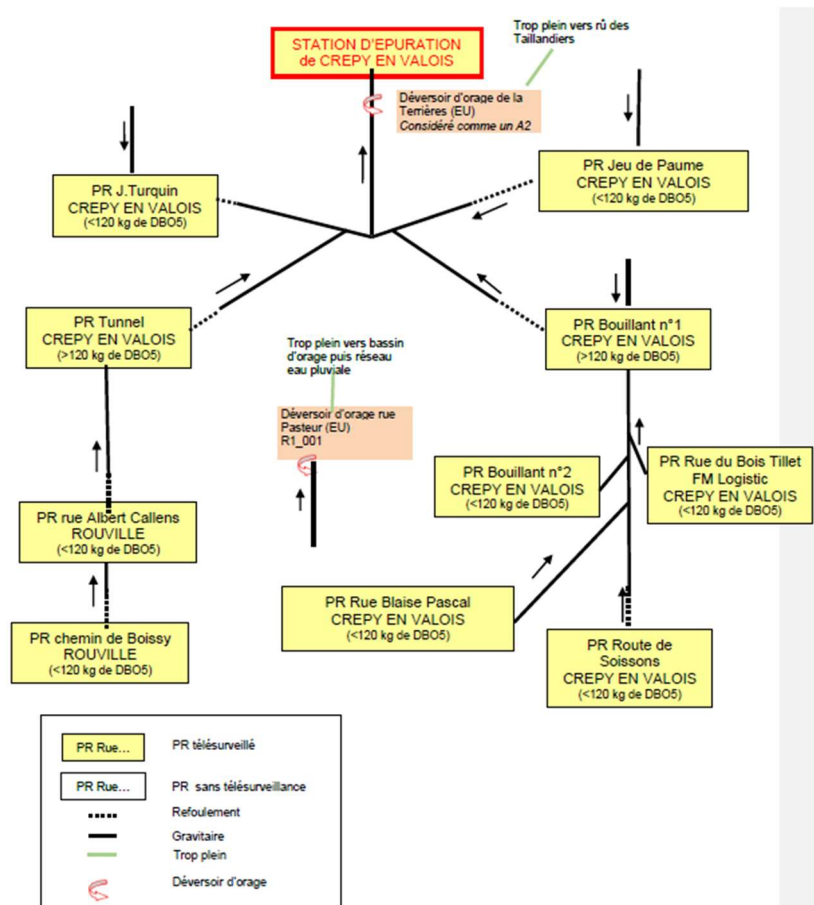 STATION D'EPURATION
de CREPY EN VALOIS
Trop plein vers rû des
Taillandiers
Déversoir d'orage de la
Terrières (EU)
Considéré comme un A2
PR J.Turquin
CREPY EN VALOIS
(<120 kg de DBO5)
PR Jeu de Paume
CREPY EN VALOIS
(<120 kg de DBO5)
PR Tunnel
CREPY EN VALOIS
(>120 kg de DBO5)
Trop plein vers bassin
d'orage puis réseau
eau pluviale
PR Bouillant n°1
CREPY EN VALOIS
(>120 kg de DBO5)
Déversoir d'orage rue
Pasteur (EU)
R1_001
PR Bouillant n°2
CREPY EN VALOIS
(<120 kg de DBO5)
PR Rue du Bois Tillet
FM Logistic
CREPY EN VALOIS
(<120 kg de DBO5)
PR rue Albert Callens
ROUVILLE
(<120 kg de DBO5)
PR Rue Blaise Pascal
CREPY EN VALOIS
(<120 kg de DBO5)
PR chemin de Boissy
ROUVILLE
(<120 kg de DBO5)
PR Route de
Soissons
CREPY EN VALOIS
(<120 kg de DBO5)
PR Rue...
PR télésurveillé
PR Rue...
PR sans télésurveillance
Refoulement
Gravitaire
Trop plein
Déversoir d'orage